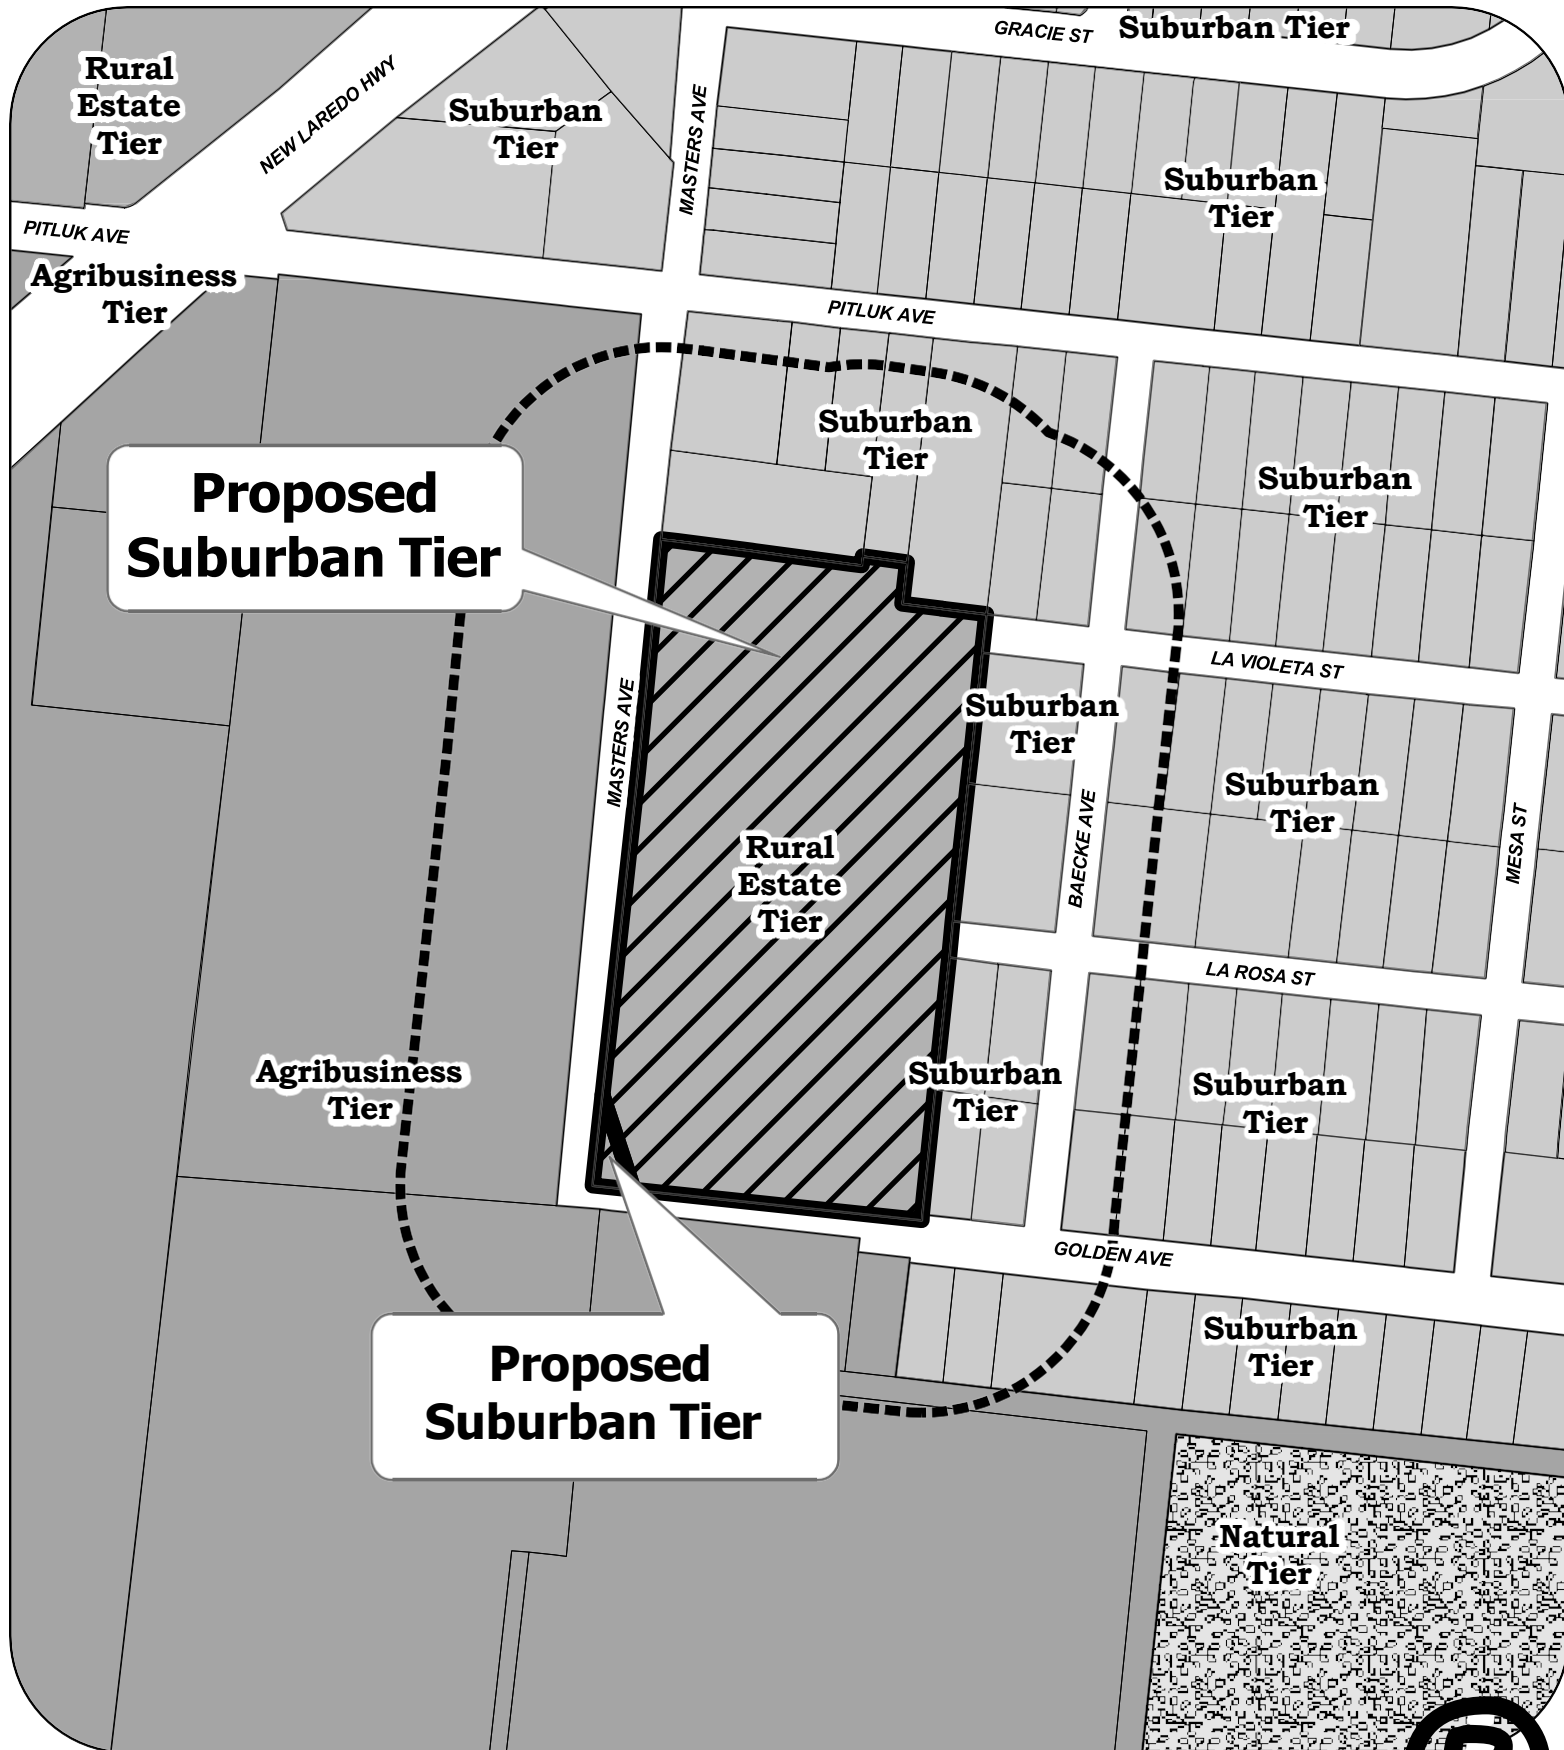 GRACIE ST
Suburban Tier
Rural
Estate
Tier
NEW LAREDO HWY
Suburban
Tier
MASTERS AVE
Suburban
Tier
PITLUK AVE
Agribusiness
Tier
PITLUK AVE
Suburban
Tier
Suburban
Tier
Proposed
Suburban Tier
LA VIOLETA ST
MASTERS AVE
Suburban
Tier
Suburban
Tier
BAECKE AVE
MESA ST
Rural
Estate
Tier
LA ROSA ST
Agribusiness
Tier
Suburban
Tier
Suburban
Tier
GOLDEN AVE
Suburban
Tier
Proposed
Suburban Tier
Natural
Tier